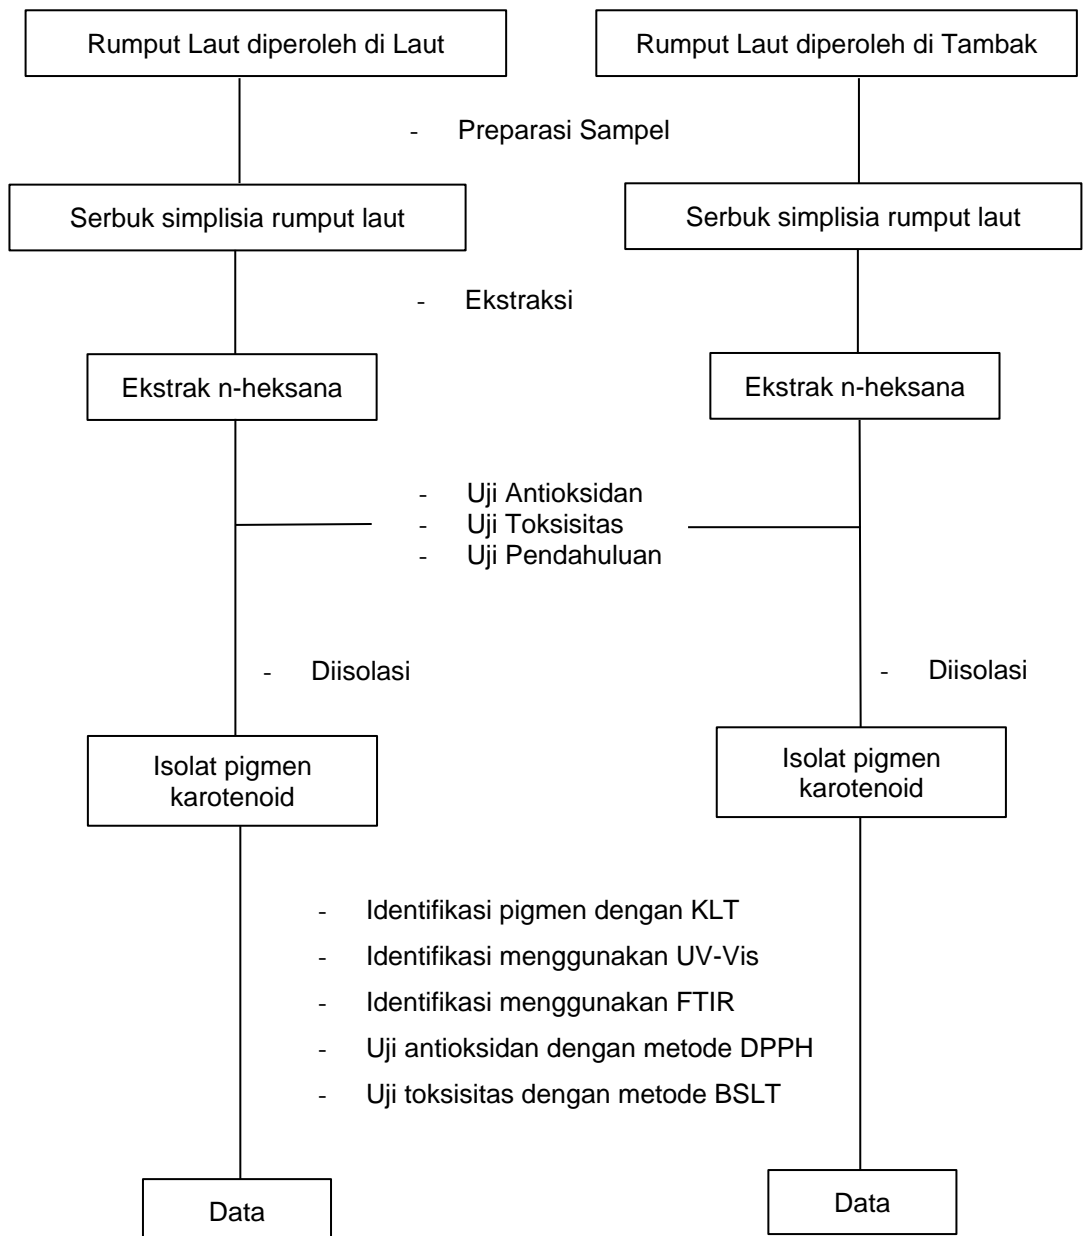 Rumput Laut diperoleh di Laut
Rumput Laut diperoleh di Tambak
- Preparasi Sampel
Serbuk simplisia rumput laut
Serbuk simplisia rumput laut
- Ekstraksi
Ekstrak n-heksana
Ekstrak n-heksana
- Uji Antioksidan
- Uji Toksisitas
- Uji Pendahuluan
- Diisolasi
- Diisolasi
Isolat pigmen
karotenoid
Isolat pigmen
karotenoid
- Identifikasi pigmen dengan KLT
- Identifikasi menggunakan UV-Vis
- Identifikasi menggunakan FTIR
- Uji antioksidan dengan metode DPPH
- Uji toksisitas dengan metode BSLT
Data
Data